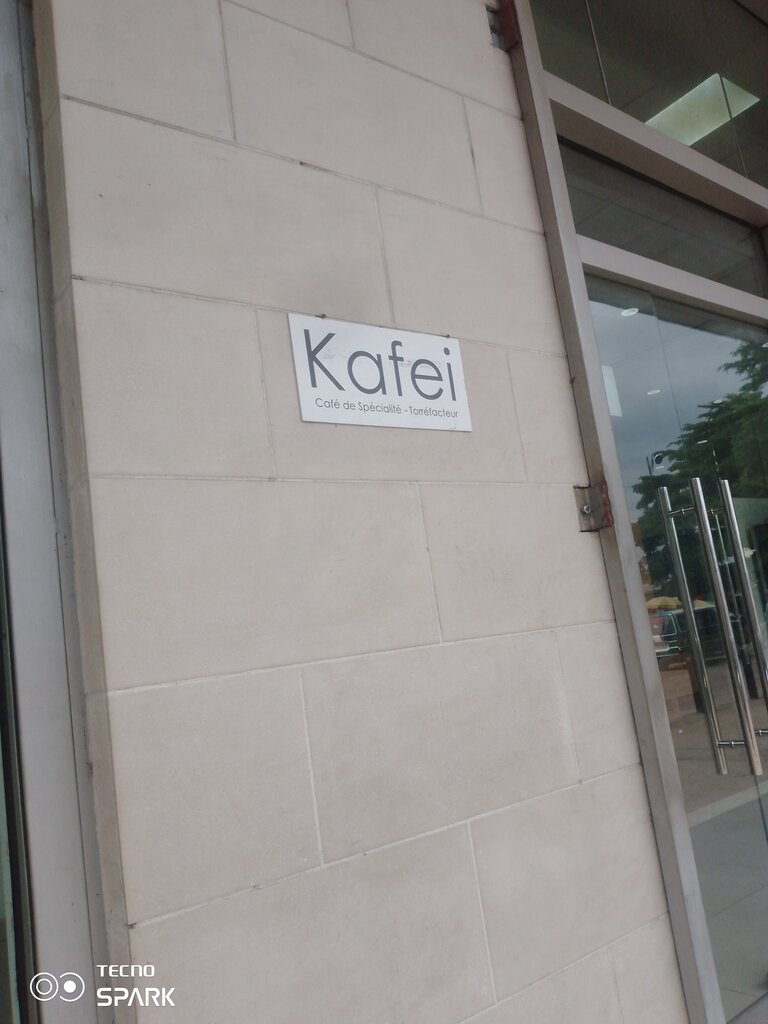 Kafei
Café de Spécialité - Torréfacteur
TECNO
SPARK